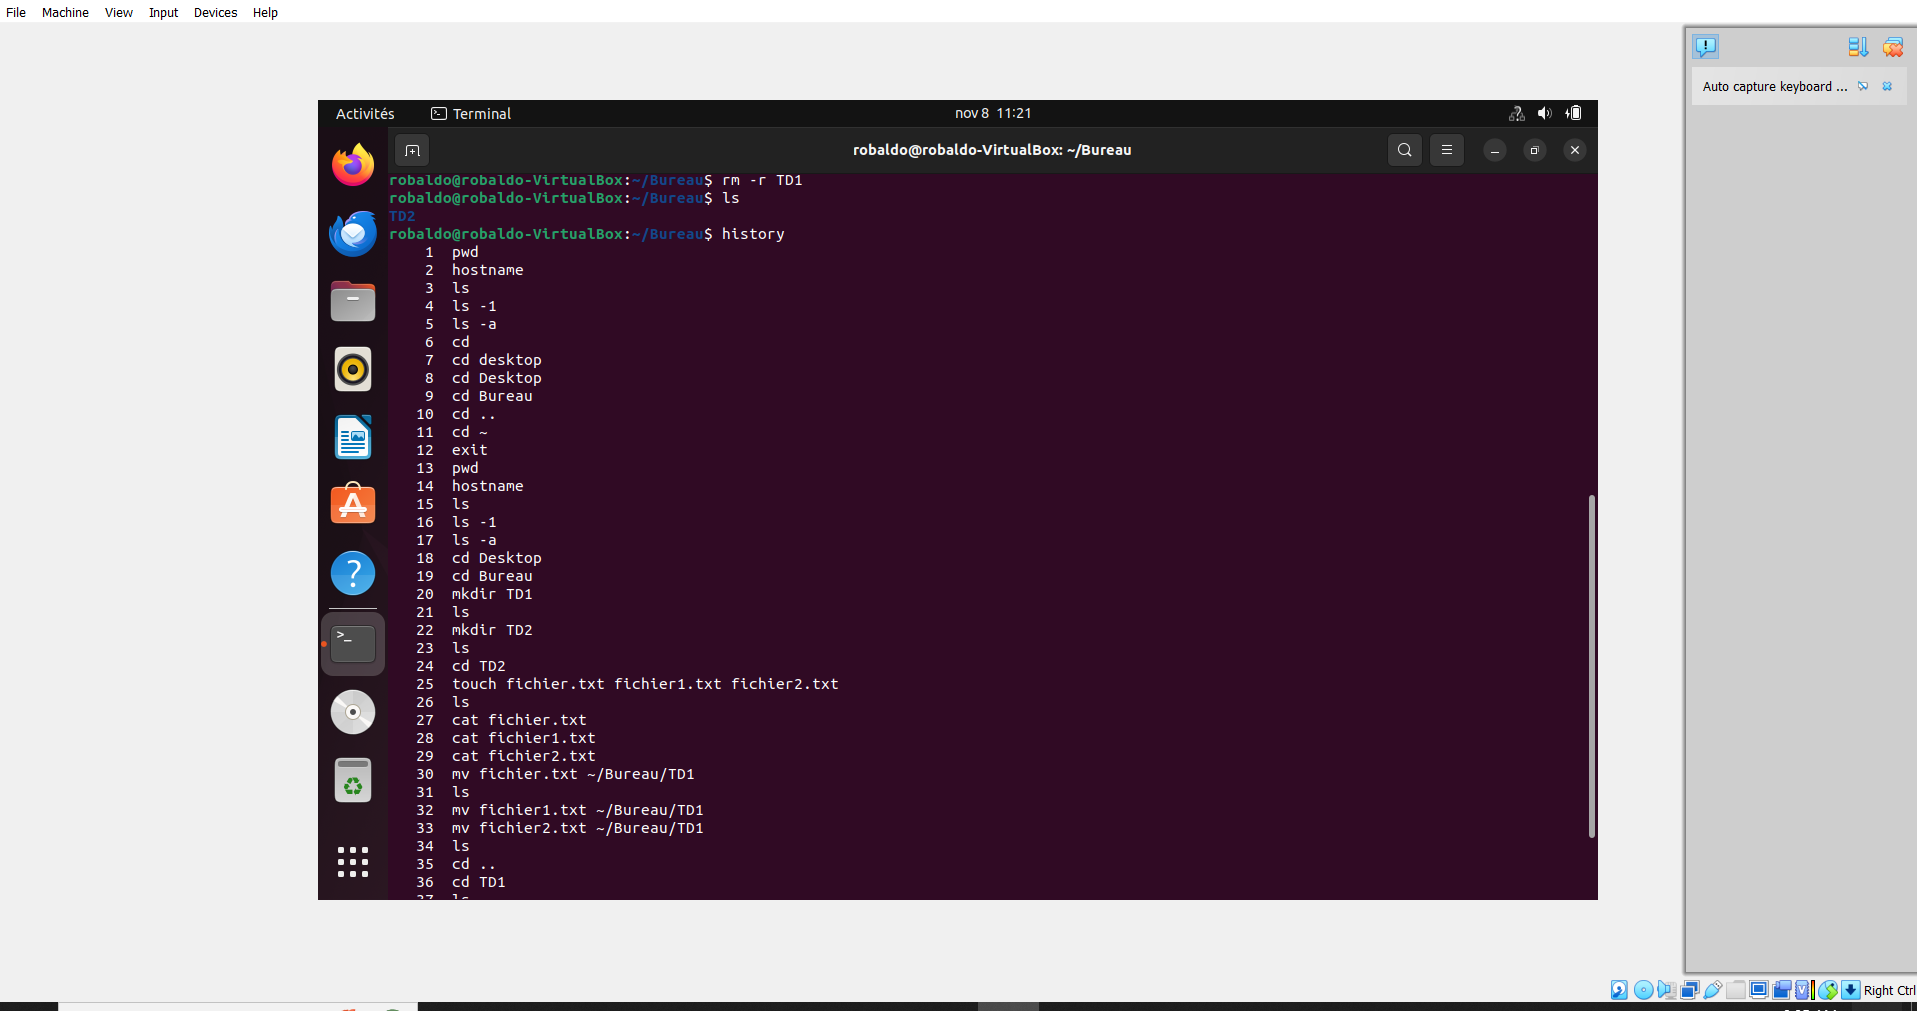 File Machine View Input Devices Help
Auto capture keyboard ...
Activités Terminal nov 8 11:21
robaldo@robaldo-VirtualBox: ~/Bureau
robaldo@robaldo-VirtualBox:~/Bureau$ rm -r TD1
robaldo@robaldo-VirtualBox:~/Bureau$ ls
TD2
robaldo@robaldo-VirtualBox:~/Bureau$ history
1 pwd
2 hostname
3 ls
4 ls -1
5 ls -a
6 cd
7 cd desktop
8 cd Desktop
9 cd Bureau
10 cd ..
11 cd ~
12 exit
13 pwd
14 hostname
15 ls
16 ls -1
17 ls -a
18 cd Desktop
19 cd Bureau
20 mkdir TD1
21 ls
22 mkdir TD2
23 ls
24 cd TD2
25 touch fichier.txt fichier1.txt fichier2.txt
26 ls
27 cat fichier.txt
28 cat fichier1.txt
29 cat fichier2.txt
30 mv fichier.txt ~/Bureau/TD1
31 ls
32 mv fichier1.txt ~/Bureau/TD1
33 mv fichier2.txt ~/Bureau/TD1
34 ls
35 cd ..
36 cd TD1
37 ls
Right Ctrl